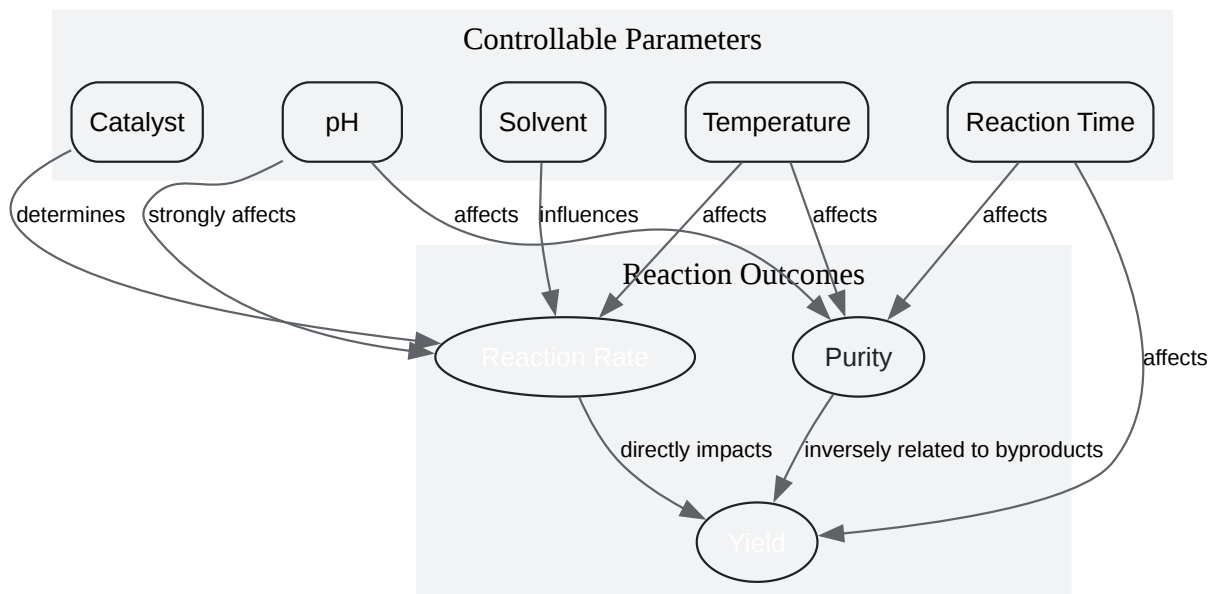 Controllable Parameters
Catalyst
pH
Solvent
Temperature
Reaction Time
determines
strongly affects
affects
influences
affects
affects
affects
Reaction Outcomes
Reaction Rate
Purity
affects
directly impacts
inversely related to byproducts
Yield